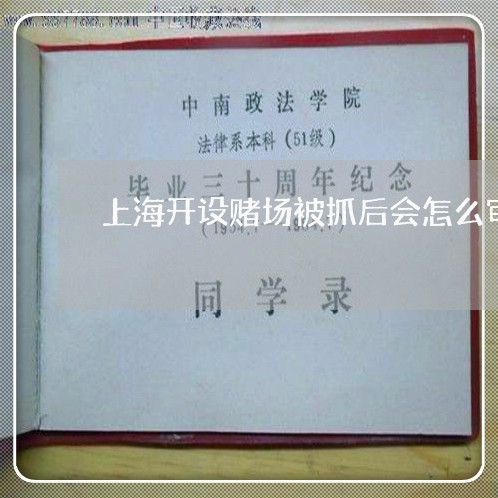 中南政法学院
法律系本科(51级)
毕业三十周年纪念
上海开设赌场被抓后会怎么
同学录